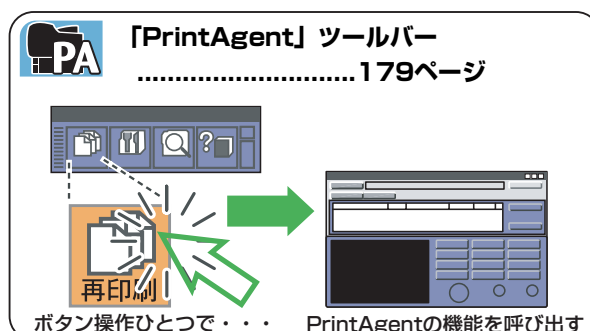 PA
「PrintAgent」ツールバー
.............................179ページ
?
再印刷
ボタン操作ひとつで・・・
PrintAgentの機能を呼び出す